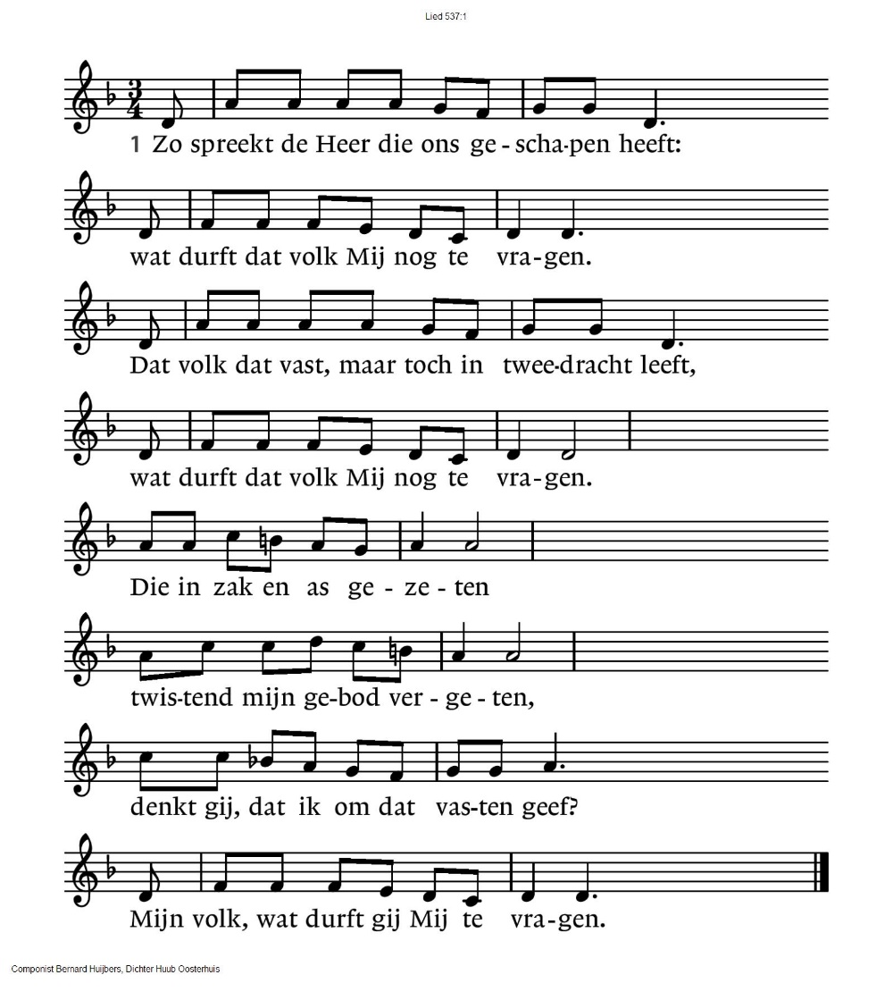 Lied 537:1
3
4
1 Zo spreekt de Heer die ons ge - scha-pen heeft:
wat durft dat volk Mij nog te vra-gen.
Dat volk dat vast, maar toch in twee-dracht leeft,
wat durft dat volk Mij nog te vra-gen.
Die in zak en as ge - ze - ten
twis-tend mijn ge-bod ver - ge - ten,
denkt gij, dat ik om dat vas-ten geef?
Mijn volk, wat durft gij Mij te vra-gen.
Componist Bernard Huijbers, Dichter Huub Oosterhuis